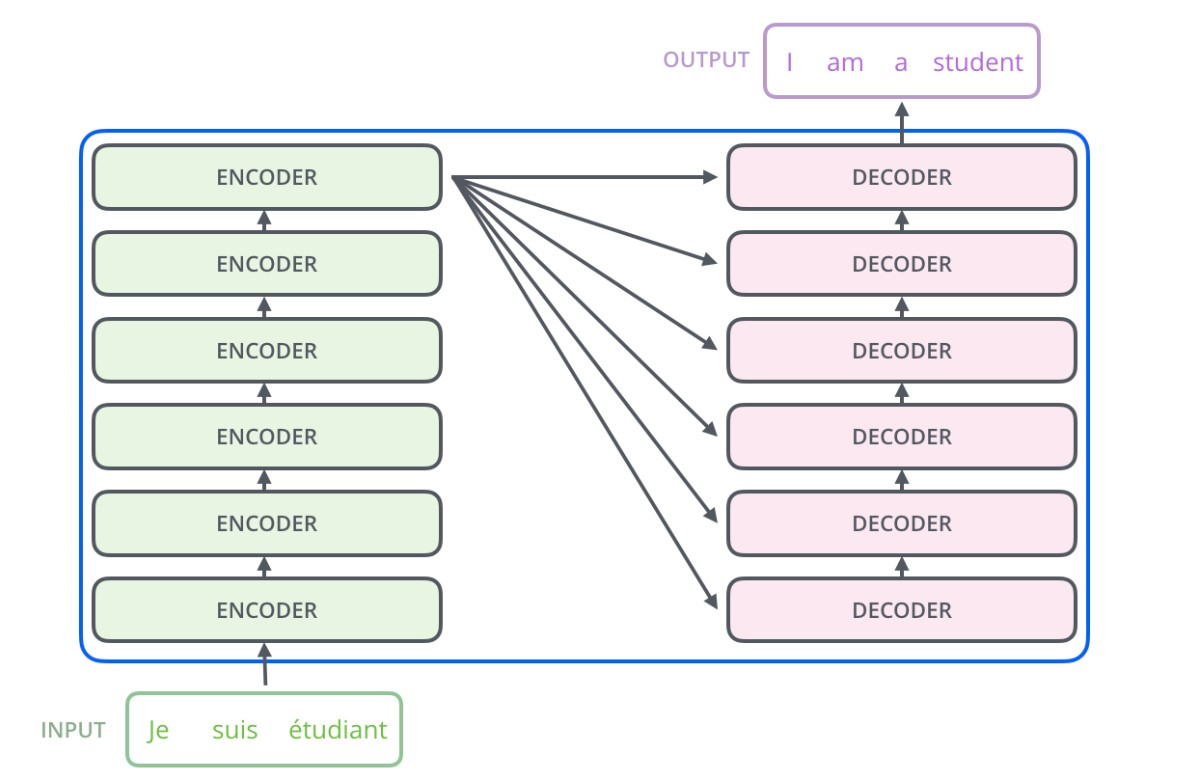 OUTPUT
I am a student
ENCODER
DECODER
ENCODER
DECODER
ENCODER
DECODER
ENCODER
DECODER
ENCODER
DECODER
ENCODER
DECODER
INPUT
Je suis étudiant